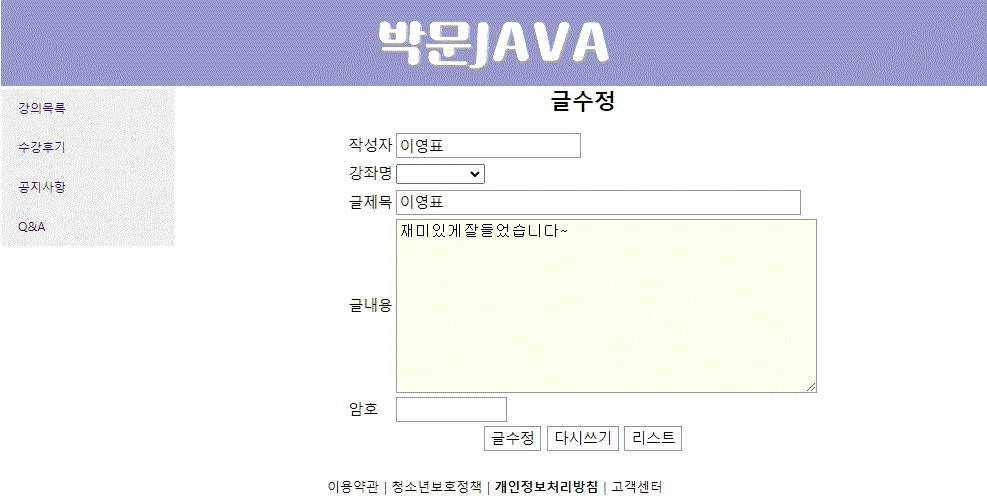 박문JAVA
강의목록
수강후기
공지사항
Q&A
글수정
작성자 이영표
강좌명
글제목 이영표
글내용 재미있게잘들었습니다~
암호
글수정 다시쓰기 리스트
이용약관 | 청소년보호정책 | 개인정보처리방침 | 고객센터